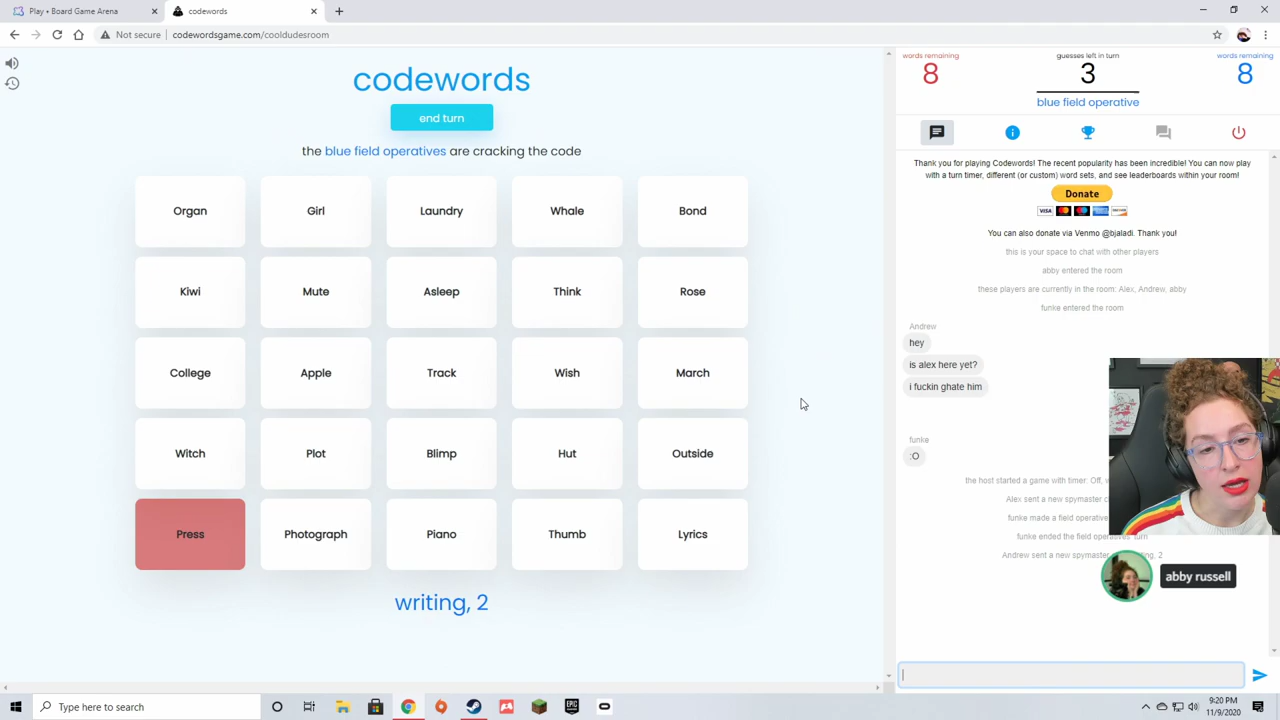 Play • Board Game Arena
codewords
Not secure
codewordsgame.com/cooldudesroom
codewords
end turn
the blue field operatives are cracking the code
Organ
Girl
Laundry
Whale
Bond
Kiwi
Mute
Asleep
Think
Rose
College
Apple
Track
Wish
March
Witch
Plot
Blimp
Hut
Outside
Press
Photograph
Piano
Thumb
Lyrics
writing, 2
words remaining
8
guesses left in turn
3
blue field operative
words remaining
8
Thank you for playing Codewords! The recent popularity has been incredible! You can now play
with a turn timer, different (or custom) word sets, and see leaderboards within your room!
Donate
VISA
You can also donate via Venmo @bjaladi. Thank you!
this is your space to chat with other players
abby entered the room
these players are currently in the room: Alex, Andrew, abby
funke entered the room
Andrew
hey
is alex here yet?
i fuckin ghate him
funke
:O
the host started a game with timer: Off,
Alex sent a new spymaster
funke made a field operative
funke ended the field operatives' turn
Andrew sent a new spymaster
2
abby russell
Type here to search
EPIC
9:20 PM
11/9/2020